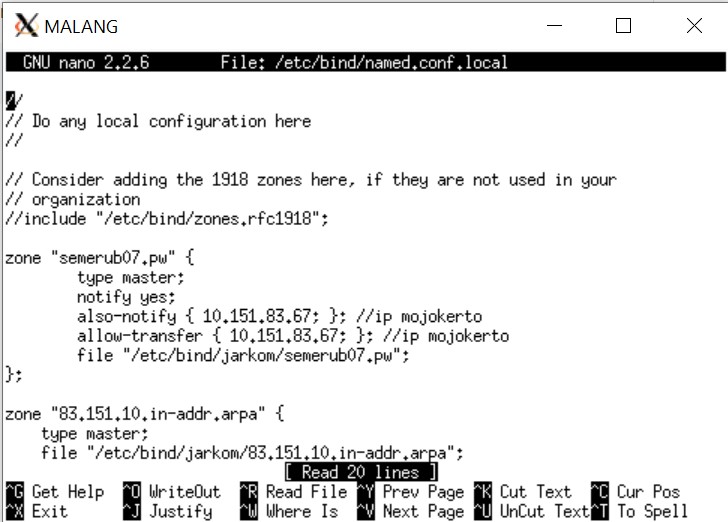 MALANG
GNU nano 2.2.6 File: /etc/bind/named.conf.local
//
// Do any local configuration here
//
// Consider adding the 1918 zones here, if they are not used in your
// organization
//include "/etc/bind/zones.rfc1918";
zone "semerub07.pw" {
type master;
notify yes;
also-notify { 10.151.83.67; }; //ip mojokerto
allow-transfer { 10.151.83.67; }; //ip mojokerto
file "/etc/bind/jarkom/semerub07.pw";
};
zone "83.151.10.in-addr.arpa" {
type master;
file "/etc/bind/jarkom/83.151.10.in-addr.arpa";
[ Read 20 lines ]
^G Get Help ^O WriteOut ^R Read File ^Y Prev Page ^K Cut Text ^C Cur Pos
^X Exit ^J Justify ^W Where Is ^V Next Page ^U UnCut Text ^T To Spell